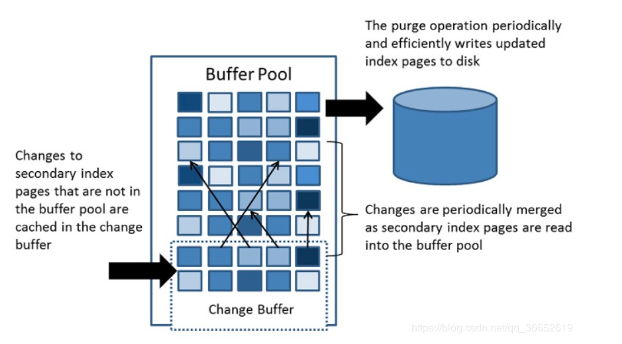 The purge operation periodically
and efficiently writes updated
index pages to disk
Buffer Pool
Changes to
secondary index
pages that are not in
the buffer pool are
cached in the change
buffer
Changes are periodically merged
as secondary index pages are read
into the buffer pool
Change Buffer
https://blog.csdn.net/qq_36652619